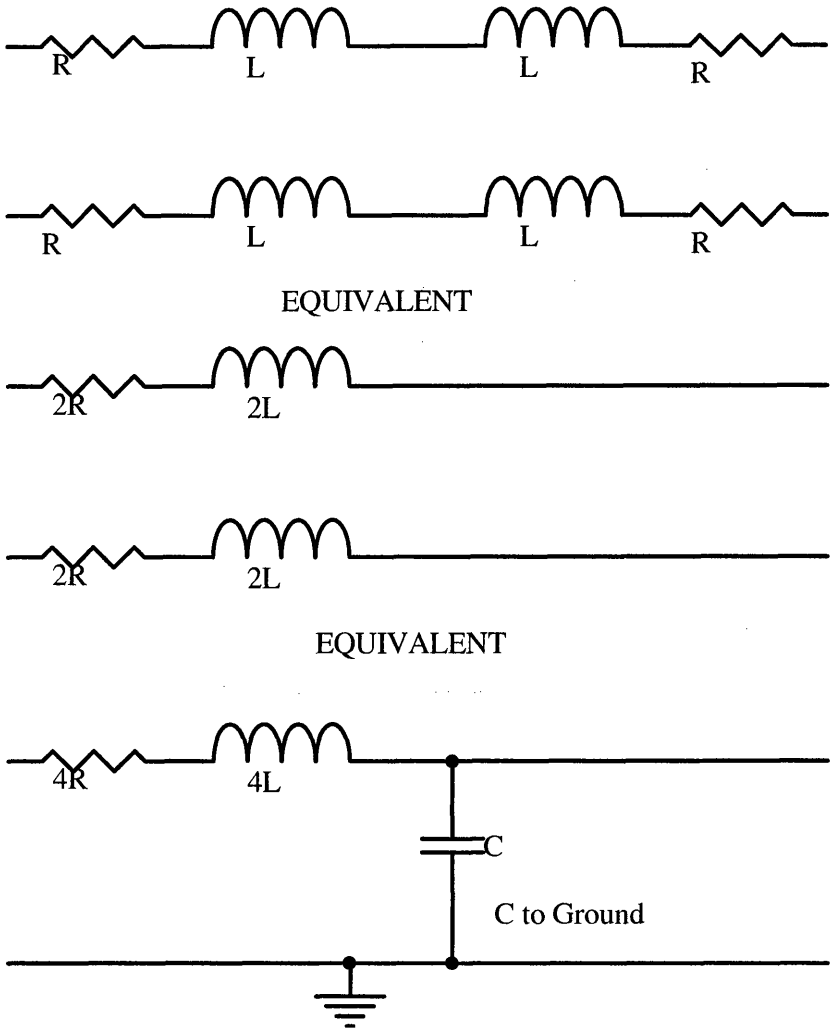 R L L R
R L L R
EQUIVALENT
2R 2L
2R 2L
EQUIVALENT
4R 4L
C
C to Ground